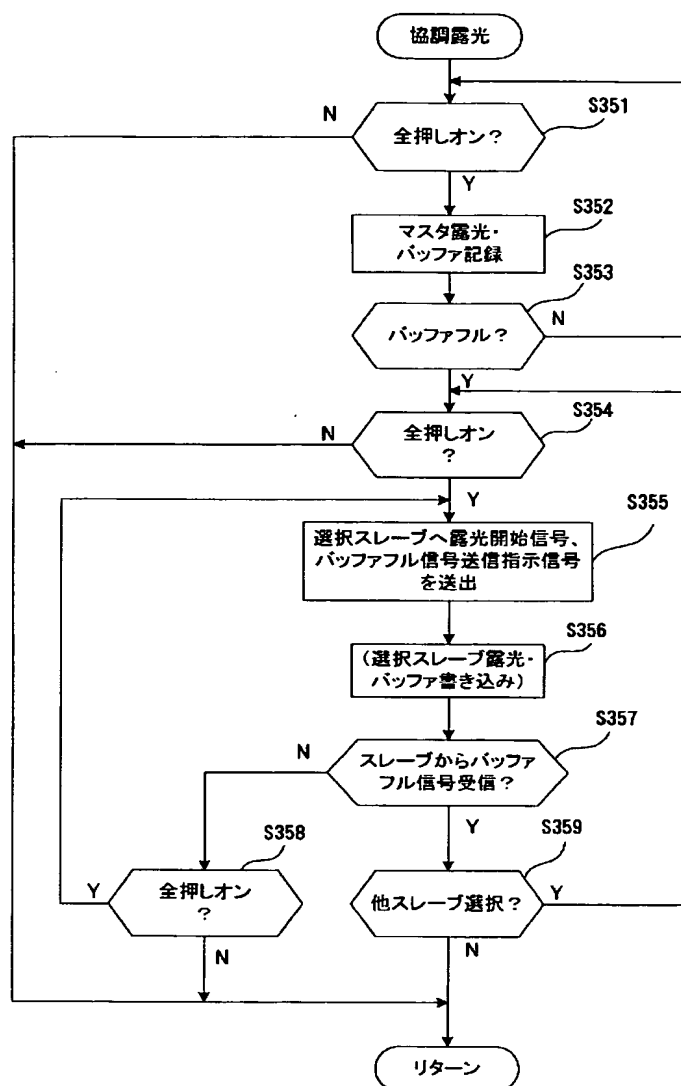 協調露光
N
S351
全押しオン？
Y
S352
マスタ露光・
バッファ記録
S353
バッファフル？
N
Y
S354
N
全押しオン
？
Y
S355
選択スレーブへ露光開始信号、
バッファフル信号送信指示信号
を送出
S356
（選択スレーブ露光・
バッファ書き込み）
S357
N
スレーブからバッファ
フル信号受信？
Y
S358
S359
Y
全押しオン
？
他スレーブ選択？
Y
N
N
リターン